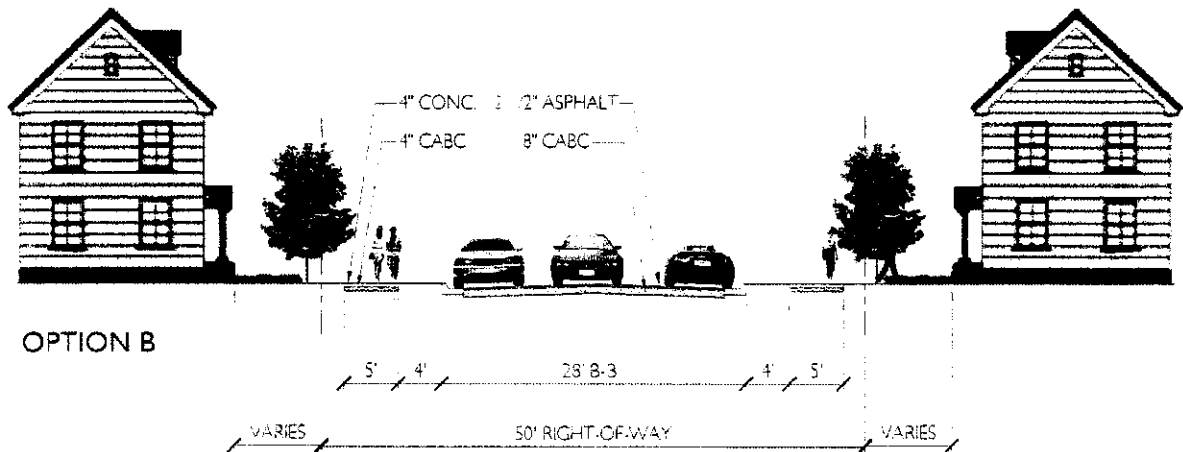 4" CONC. 2 /2" ASPHALT
4" CABC 8" CABC
OPTION B
5' 4' 28' B-B 4' 5'
VARIES 50' RIGHT-OF-WAY VARIES